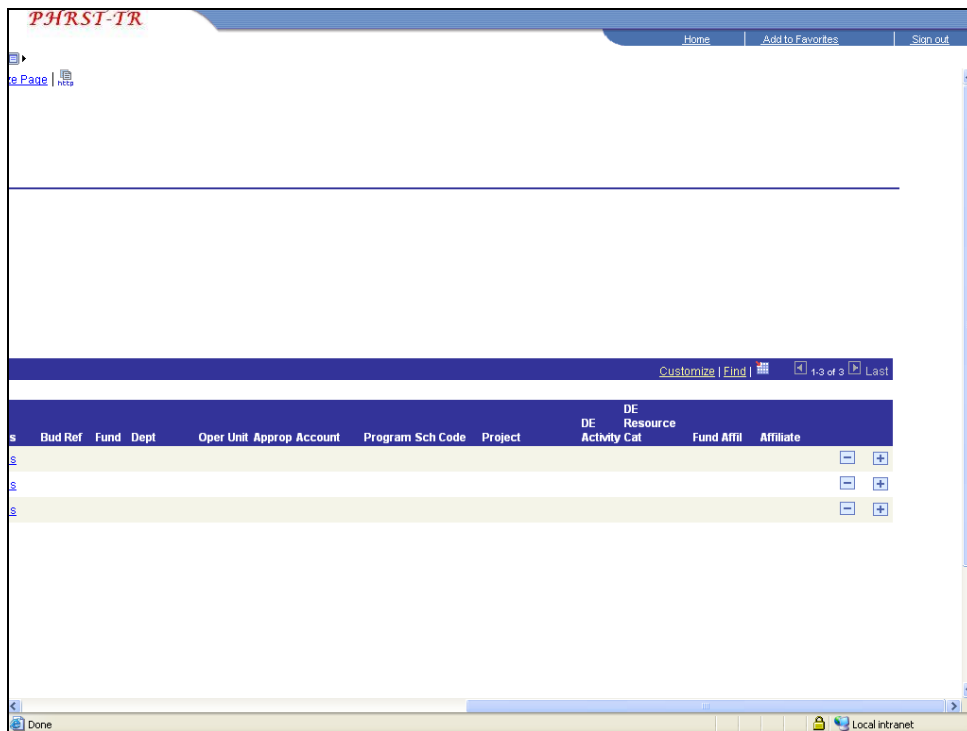 PHRST-TR
Home Add to Favorites Sign out
ze Page | http
Customize | Find | 1-3 of 3 Last
DE
DE Resource
s Bud Ref Fund Dept Oper Unit Approp Account Program Sch Code Project Activity Cat Fund Affil Affiliate
s
s
s
Done Local intranet